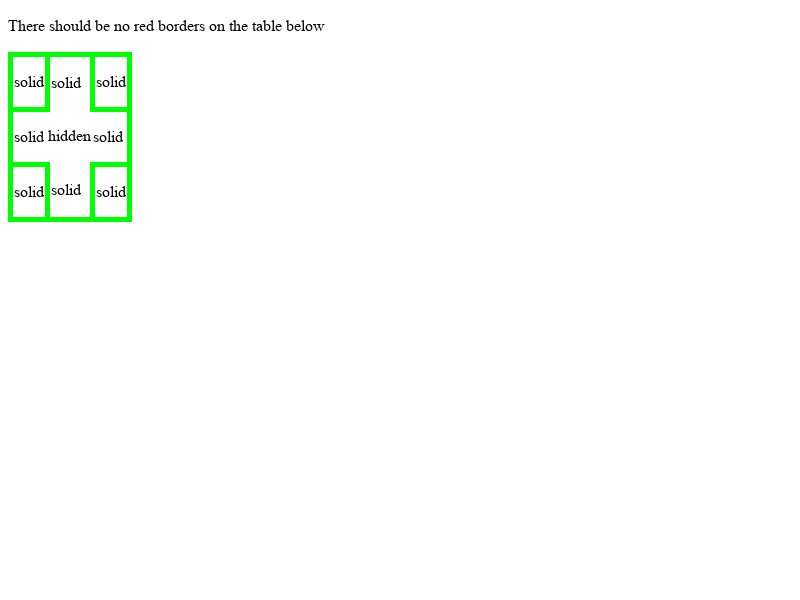 There should be no red borders on the table below
solid solid solid
solid hidden solid
solid solid solid